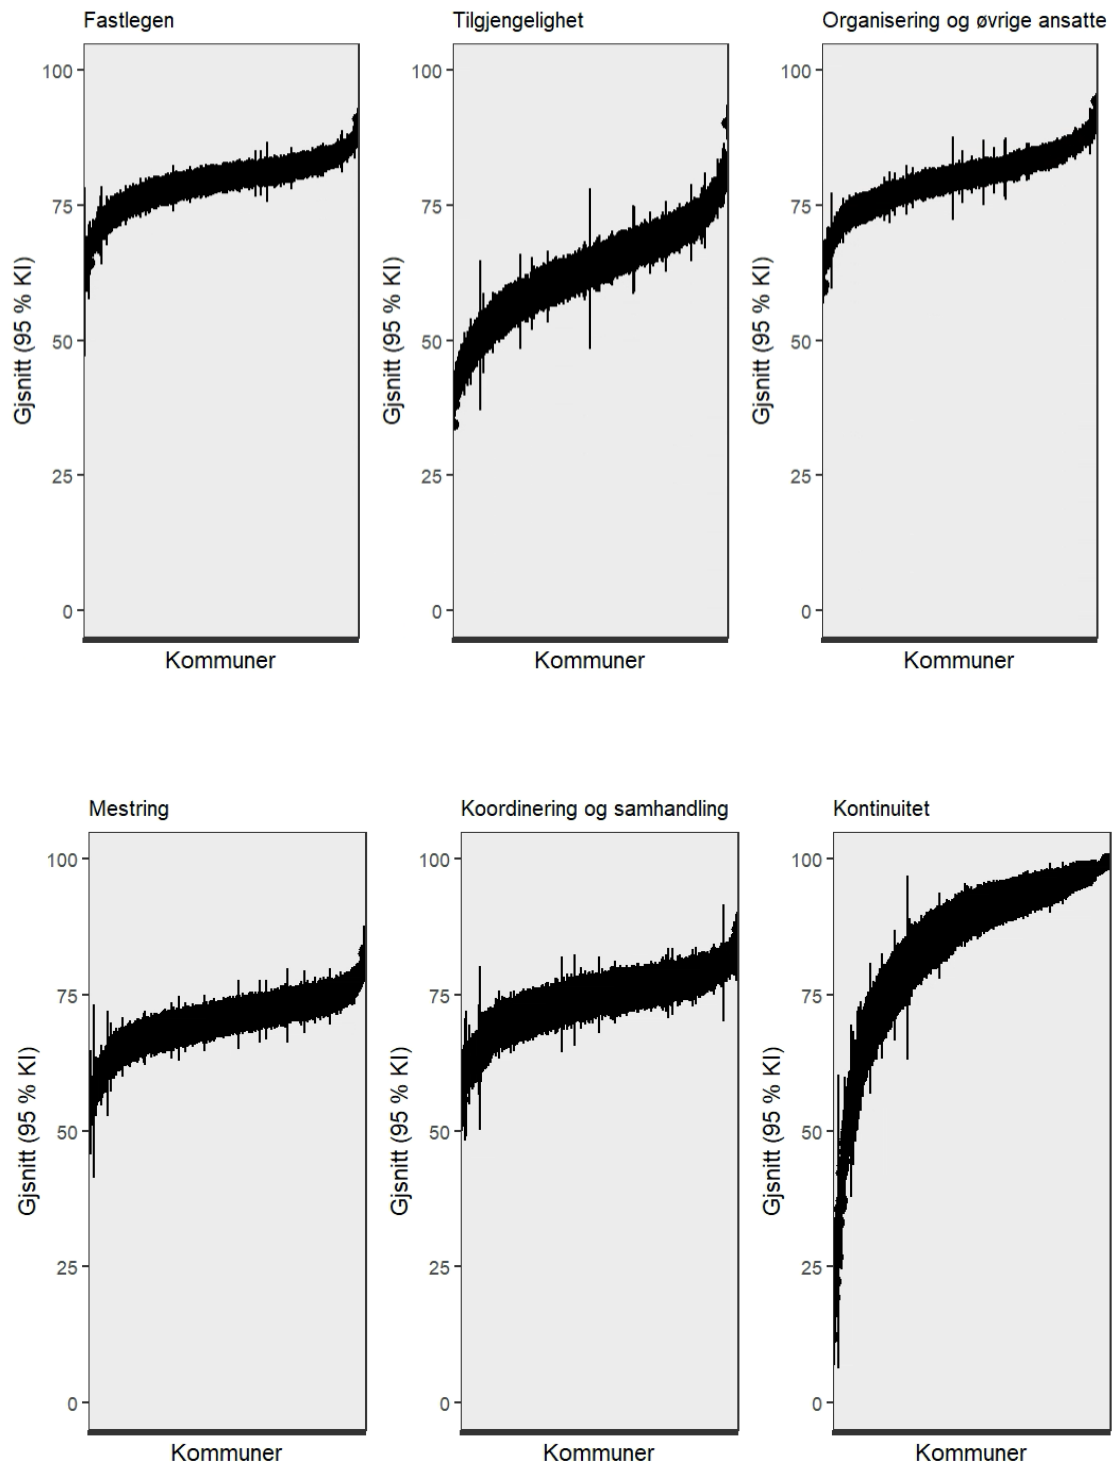 Fastlegen
Tilgjengelighet
Organisering og øvrige ansatte
Gjsnitt (95 % KI)
100
75
50
25
0
Kommuner
Gjsnitt (95 % KI)
100
75
50
25
0
Kommuner
Gjsnitt (95 % KI)
100
75
50
25
0
Kommuner
Mestring
Koordinering og samhandling
Kontinuitet
Gjsnitt (95 % KI)
100
75
50
25
0
Kommuner
Gjsnitt (95 % KI)
100
75
50
25
0
Kommuner
Gjsnitt (95 % KI)
100
75
50
25
0
Kommuner